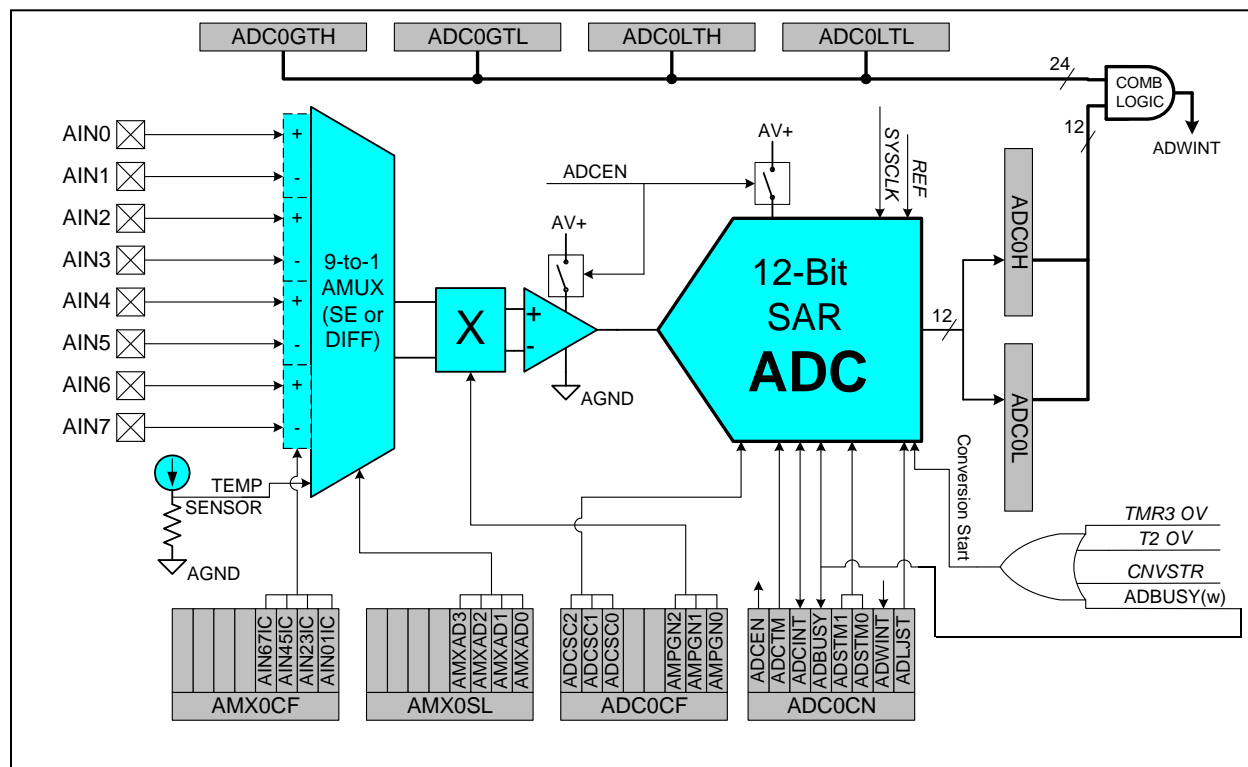 ADC0GTH
ADC0GTL
ADC0LTH
ADC0LTL
24
COMB
LOGIC
12
ADWINT
AIN0
AIN1
AIN2
AIN3
AIN4
AIN5
AIN6
AIN7
+
-
+
-
+
-
+
-
9-to-1
AMUX
(SE or
DIFF)
TEMP
SENSOR
AGND
X
+
-
AV+
AGND
ADCEN
AV+
SYSCLK
REF
12-Bit
SAR
ADC
12
ADC0H
ADC0L
Conversion Start
TMR3 OV
T2 OV
CNVSTR
ADBUSY(w)
AIN67IC
AIN45IC
AIN23IC
AIN01IC
AMX0CF
AMXAD3
AMXAD2
AMXAD1
AMXAD0
AMX0SL
ADCSC2
ADCSC1
ADCSC0
AMPGN2
AMPGN1
AMPGN0
ADC0CF
ADCEN
ADCTM
ADCINT
ADBUSY
ADSTM1
ADSTM0
ADWINT
ADLJST
ADC0CN